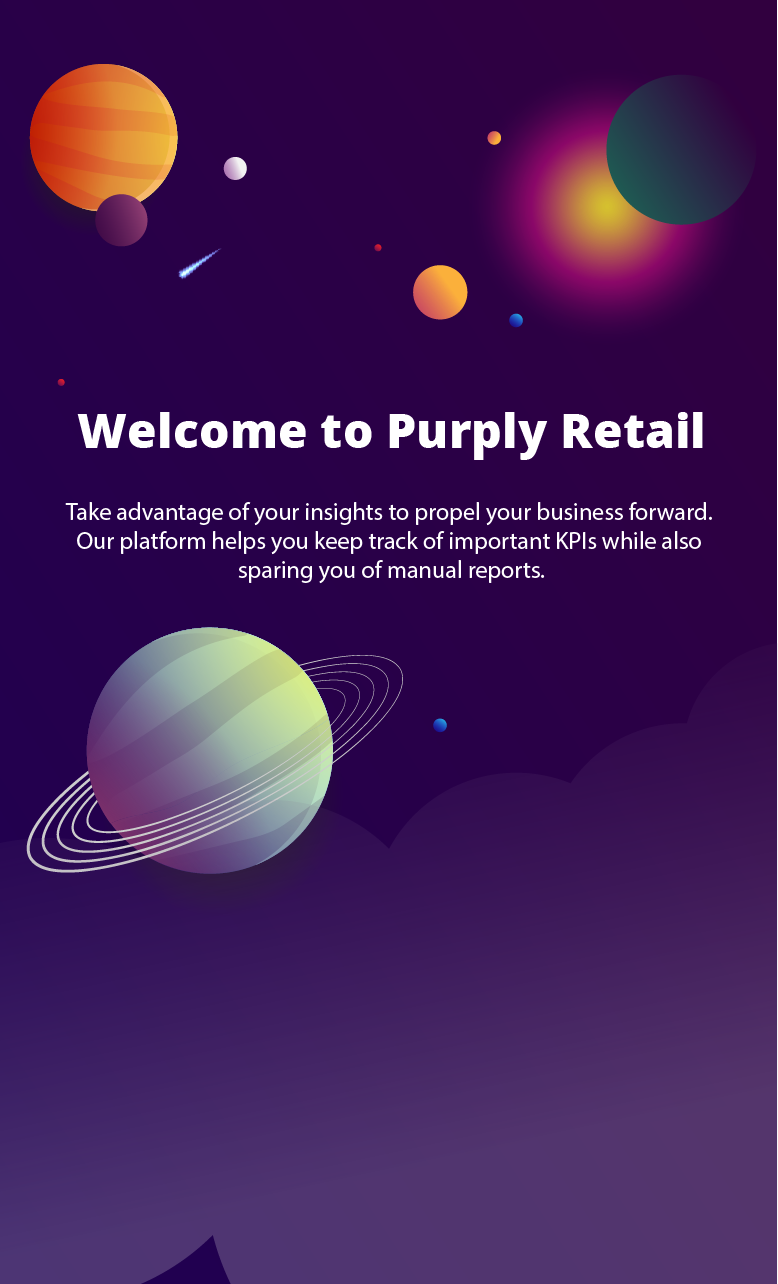 Welcome to Purply Retail
Take advantage of your insights to propel your business forward.
Our platform helps you keep track of important KPIs while also
sparing you of manual reports.